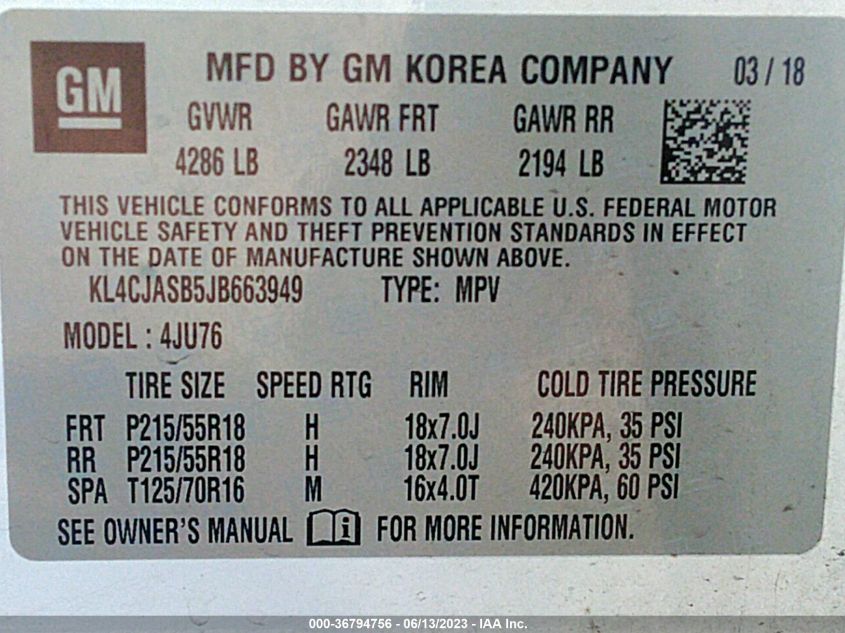 GM
MFD BY GM KOREA COMPANY 03 / 18
GVWR GAWR FRT GAWR RR
4286 LB 2348 LB 2194 LB
THIS VEHICLE CONFORMS TO ALL APPLICABLE U.S. FEDERAL MOTOR
VEHICLE SAFETY AND THEFT PREVENTION STANDARDS IN EFFECT
ON THE DATE OF MANUFACTURE SHOWN ABOVE.
KL4CJASB5JB663949 TYPE: MPV
MODEL : 4JU76
TIRE SIZE SPEED RTG RIM COLD TIRE PRESSURE
FRT P215/55R18 H 18x7.0J 240KPA, 35 PSI
RR P215/55R18 H 18x7.0J 240KPA, 35 PSI
SPA T125/70R16 M 16x4.0T 420KPA, 60 PSI
SEE OWNER'S MANUAL i FOR MORE INFORMATION.
000-36794756 - 06/13/2023 - IAA Inc.